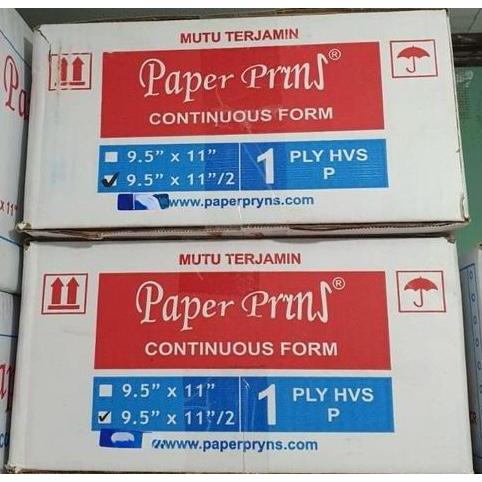 MUTU TERJAMIN
Paper Prins®
CONTINUOUS FORM
9.5” x 11”
9.5” x 11”/2
1
PLY HVS
P
www.paperpryns.com
MUTU TERJAMIN
Paper Prins®
CONTINUOUS FORM
9.5” x 11”
9.5” x 11”/2
1
PLY HVS
P
www.paperpryns.com
Pa
x 11"